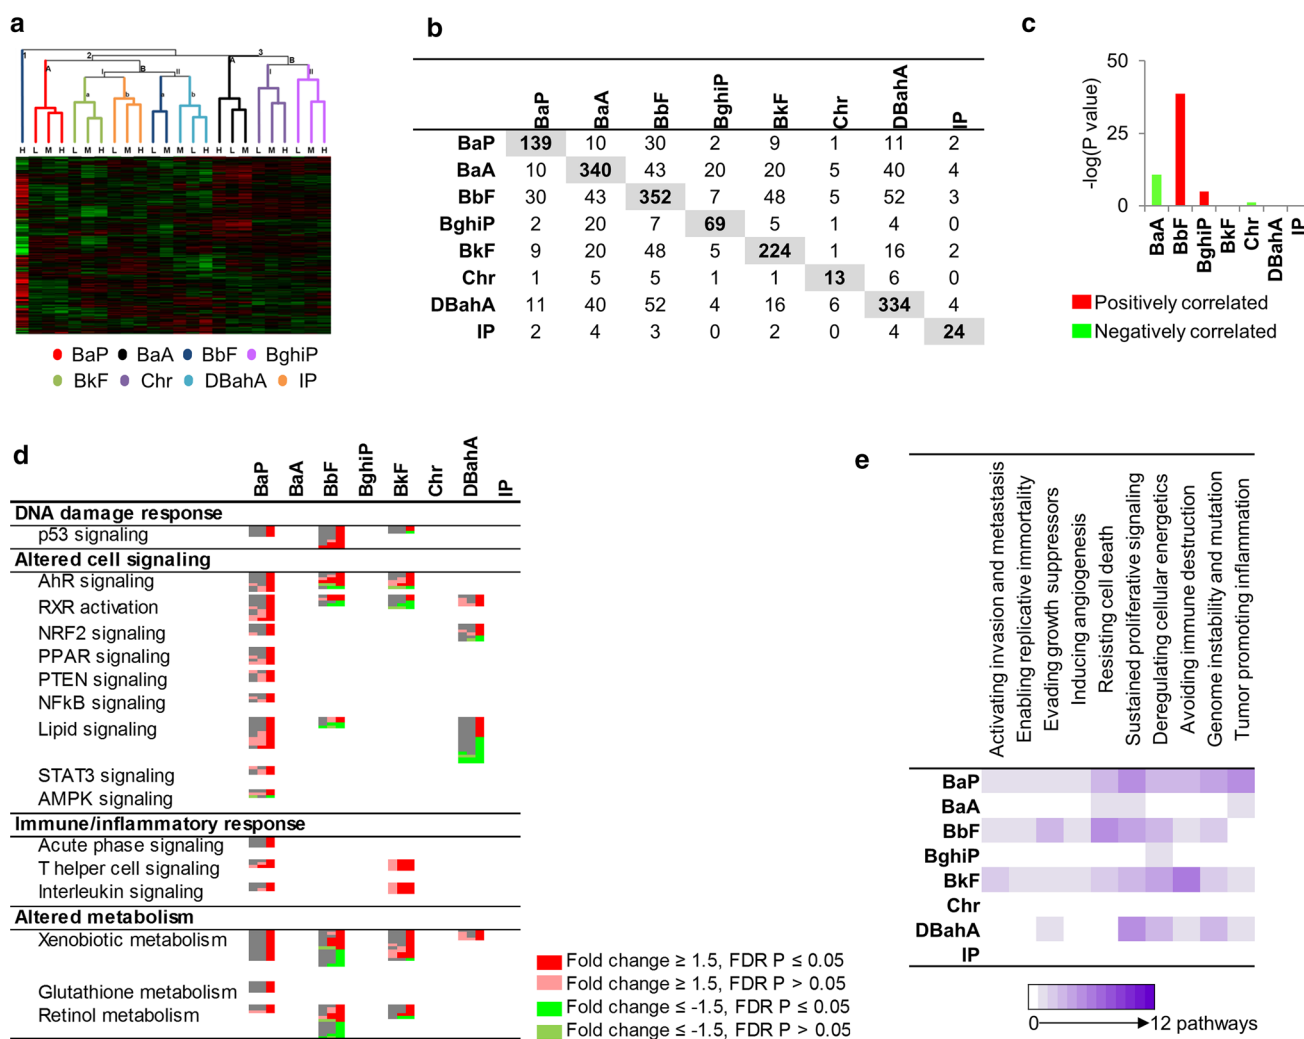 a
1 2 3
A B A B
I II I II
a b a b
H L M H L M H L M H L M M L H H L M L M H L M H
BaP BaA BbF BghiP
BkF Chr DBahA IP
b
BaP BaA BbF BghiP BkF Chr DBahA IP
BaP 139 10 30 2 9 1 11 2
BaA 10 340 43 20 20 5 40 4
BbF 30 43 352 7 48 5 52 3
BghiP 2 20 7 69 5 1 4 0
BkF 9 20 48 5 224 1 16 2
Chr 1 5 5 1 1 13 6 0
DBahA 11 40 52 4 16 6 334 4
IP 2 4 3 0 2 0 4 24
c
-log(P value)
50
25
0
BaA BbF BghiP BkF Chr DBahA IP
Positively correlated
Negatively correlated
d
BaP BaA BbF BghiP BkF Chr DBahA IP
DNA damage response
p53 signaling
Altered cell signaling
AhR signaling
RXR activation
NRF2 signaling
PPAR signaling
PTEN signaling
NFkB signaling
Lipid signaling
STAT3 signaling
AMPK signaling
Immune/inflammatory response
Acute phase signaling
T helper cell signaling
Interleukin signaling
Altered metabolism
Xenobiotic metabolism
Glutathione metabolism
Retinol metabolism
Fold change ≥ 1.5, FDR P ≤ 0.05
Fold change ≥ 1.5, FDR P > 0.05
Fold change ≤ -1.5, FDR P ≤ 0.05
Fold change ≤ -1.5, FDR P > 0.05
e
Activating invasion and metastasis
Enabling replicative immortality
Evading growth suppressors
Inducing angiogenesis
Resisting cell death
Sustained proliferative signaling
Deregulating cellular energetics
Avoiding immune destruction
Genome instability and mutation
Tumor promoting inflammation
BaP
BaA
BbF
BghiP
BkF
Chr
DBahA
IP
0 12 pathways